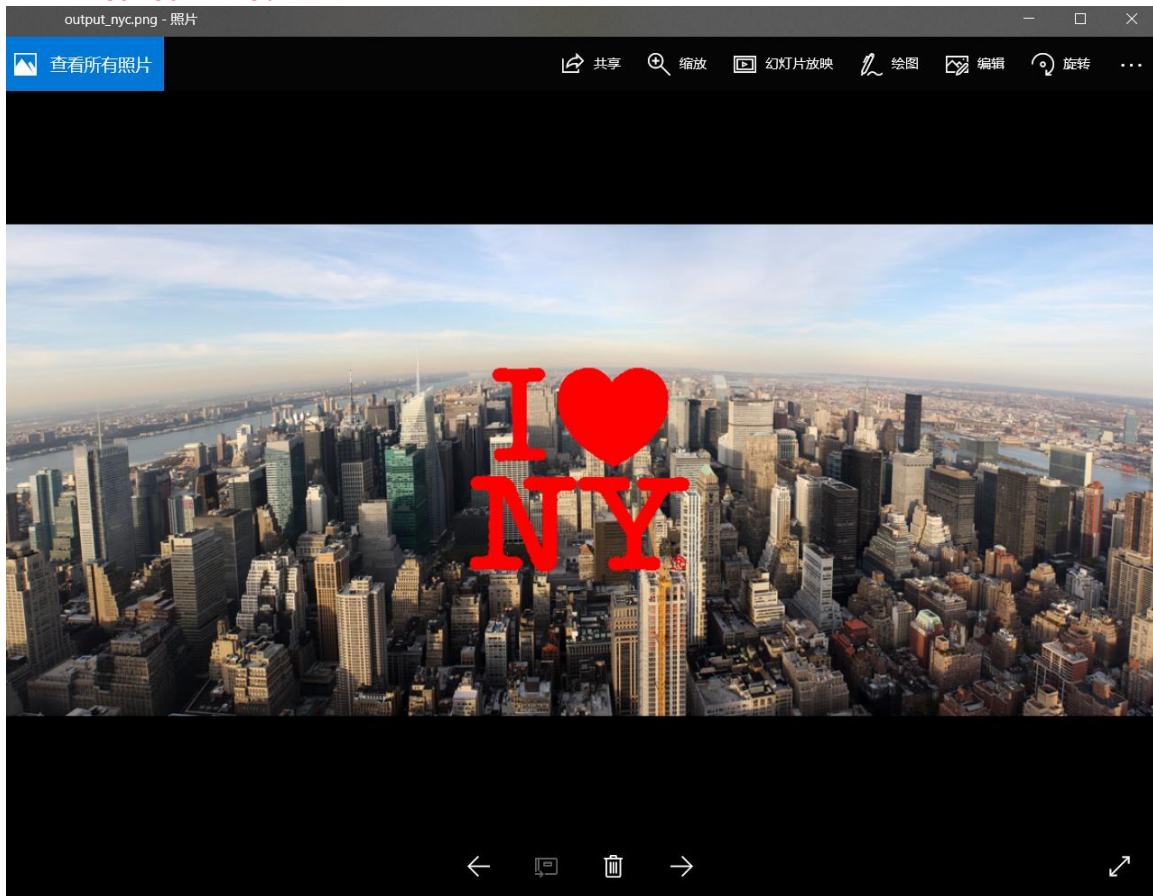 output_nyc.png - 照片
查看所有照片
共享 缩放 幻灯片放映 绘图 编辑 旋转 ...
I♥
NY®